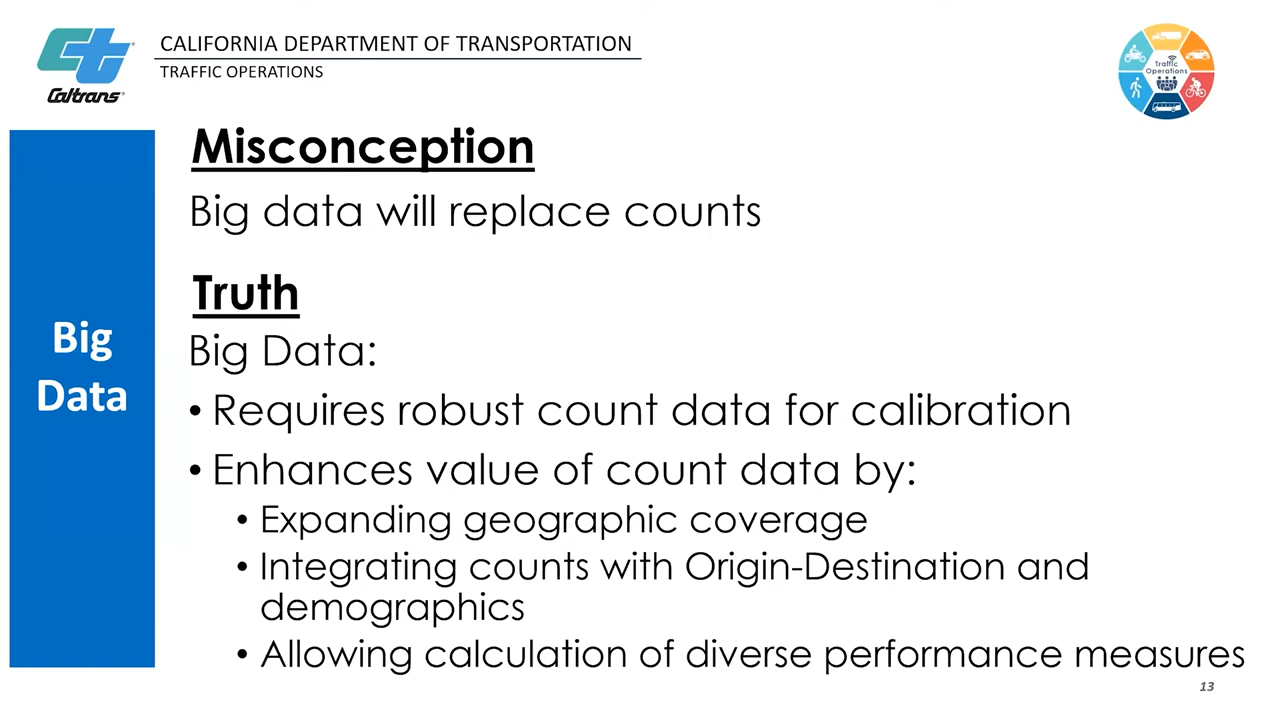 CALIFORNIA DEPARTMENT OF TRANSPORTATION
TRAFFIC OPERATIONS
Caltrans®
Traffic
Operations
Big
Data
Misconception
Big data will replace counts
Truth
Big Data:
• Requires robust count data for calibration
• Enhances value of count data by:
• Expanding geographic coverage
• Integrating counts with Origin-Destination and
demographics
• Allowing calculation of diverse performance measures
13